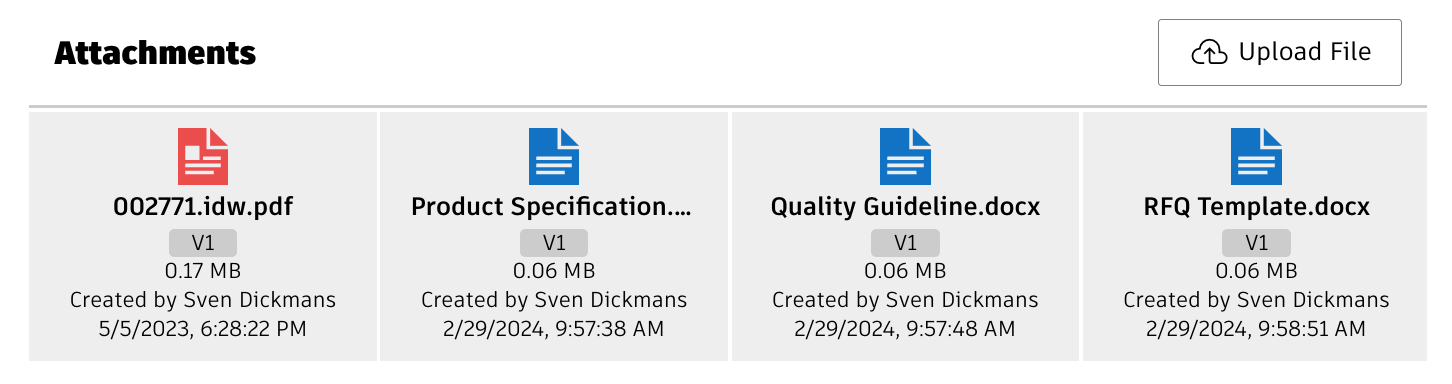 Attachments
Upload File
002771.idw.pdf
V1
0.17 MB
Created by Sven Dickmans
5/5/2023, 6:28:22 PM
Product Specification....
V1
0.06 MB
Created by Sven Dickmans
2/29/2024, 9:57:38 AM
Quality Guideline.docx
V1
0.06 MB
Created by Sven Dickmans
2/29/2024, 9:57:48 AM
RFQ Template.docx
V1
0.06 MB
Created by Sven Dickmans
2/29/2024, 9:58:51 AM